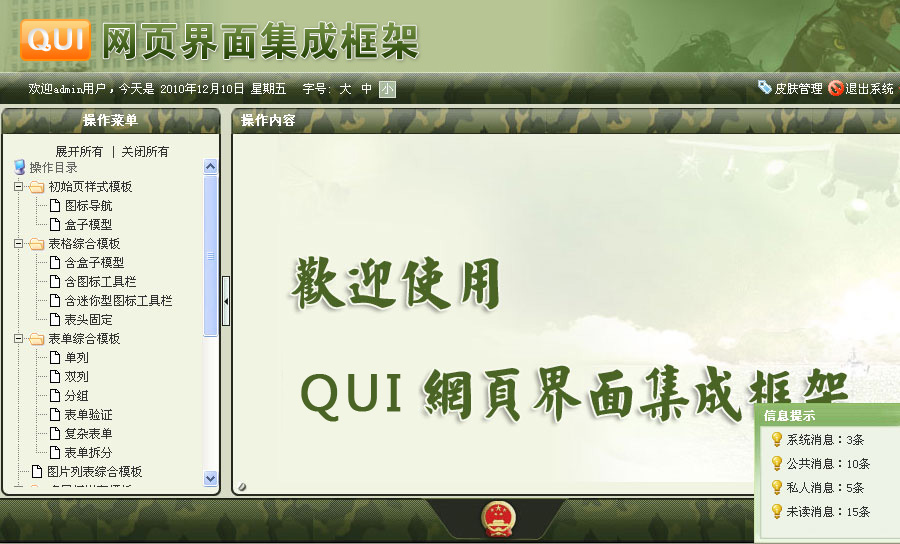 QUI 网页界面集成框架
欢迎admin用户，今天是 2010年12月10日 星期五 字号: 大 中 小
皮肤管理 退出系统
操作菜单
展开所有 | 关闭所有
操作目录
初始页样式模板
图标导航
盒子模型
表格综合模板
含盒子模型
含图标工具栏
含迷你型图标工具栏
表头固定
表单综合模板
单列
双列
分组
表单验证
复杂表单
表单拆分
图片列表综合模板
操作内容
歡迎使用
QUI 網頁界面集成框架
信息提示
系统消息：3条
公共消息：10条
私人消息：5条
未读消息：15条